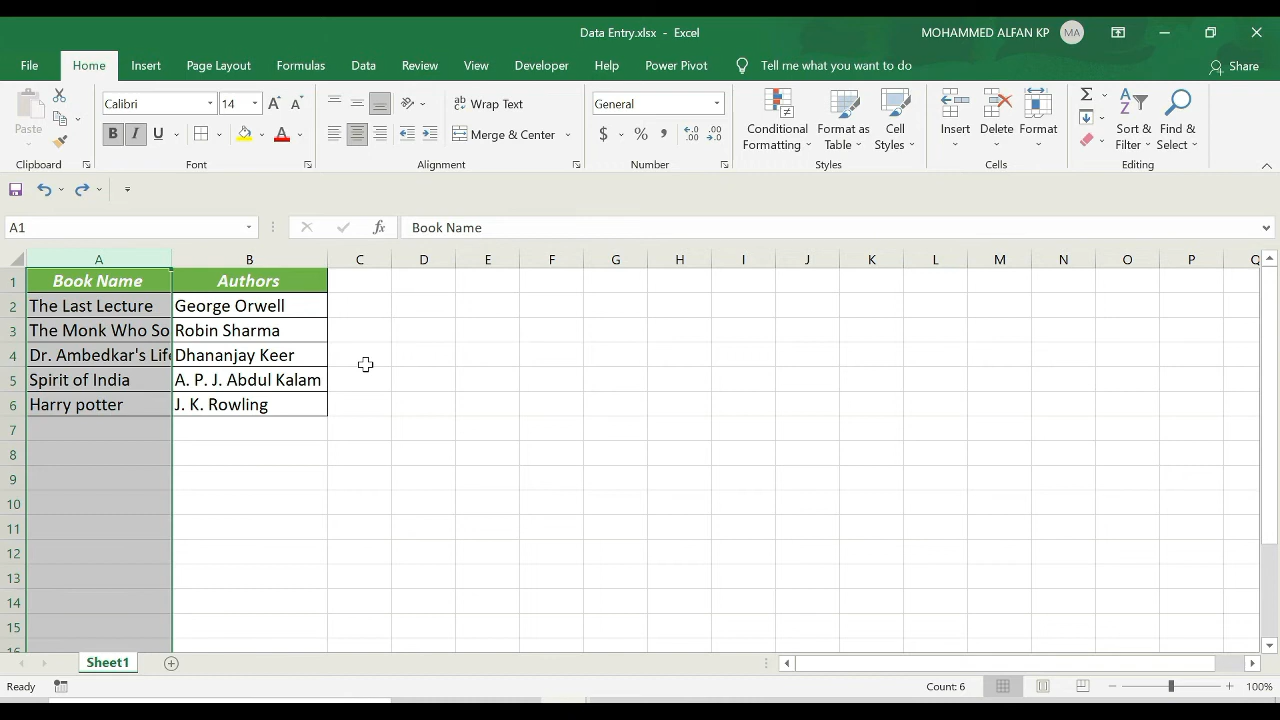 Data Entry.xlsx - Excel
MOHAMMED ALFAN KP
MA
File Home Insert Page Layout Formulas Data Review View Developer Help Power Pivot Tell me what you want to do Share
Paste
Calibri 14
Wrap Text
General
Conditional Formatting
Format as Table
Cell Styles
Insert
Delete
Sort & Filter
Find & Select
B I U
Merge & Center
$ % ,
Clipboard Font Alignment Number Styles Cells Editing
A1 fx Book Name
A B C D E F G H I J K L M N O P
1 Book Name Authors
2 The Last Lecture George Orwell
3 The Monk Who So Robin Sharma
4 Dr. Ambedkar's Life Dhananjay Keer
5 Spirit of India A. P. J. Abdul Kalam
6 Harry potter J. K. Rowling
7
8
9
10
11
12
13
14
15
Sheet1
Ready Count: 6 100%